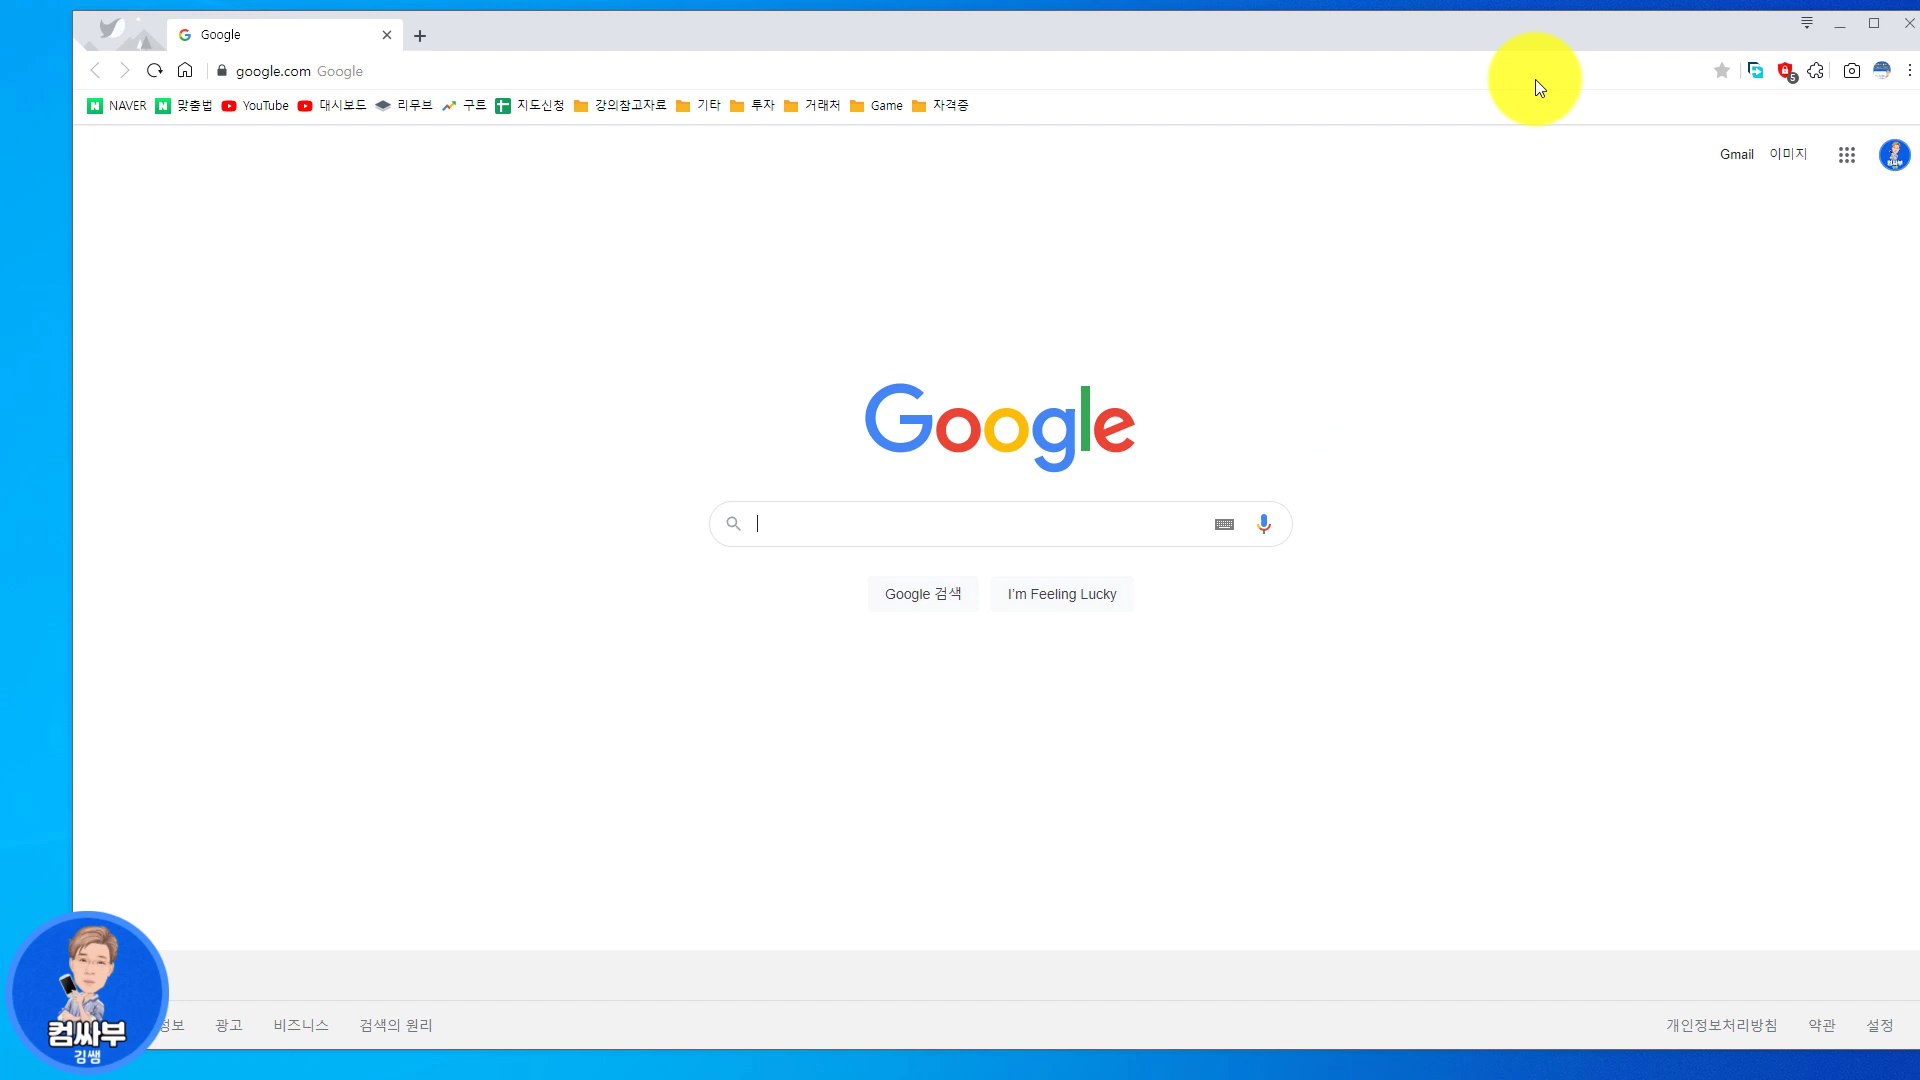 Google
google.com Google
5
NAVER 맞춤법 YouTube 대시보드 리무브 구트 지도신청 강의참고자료 기타 투자 거래처 Game 자격증
Gmail 이미지
컴싸부
Google
Google 검색 I'm Feeling Lucky
정보 광고 비즈니스 검색의 원리 개인정보처리방침 약관 설정
컴싸부
김쌤